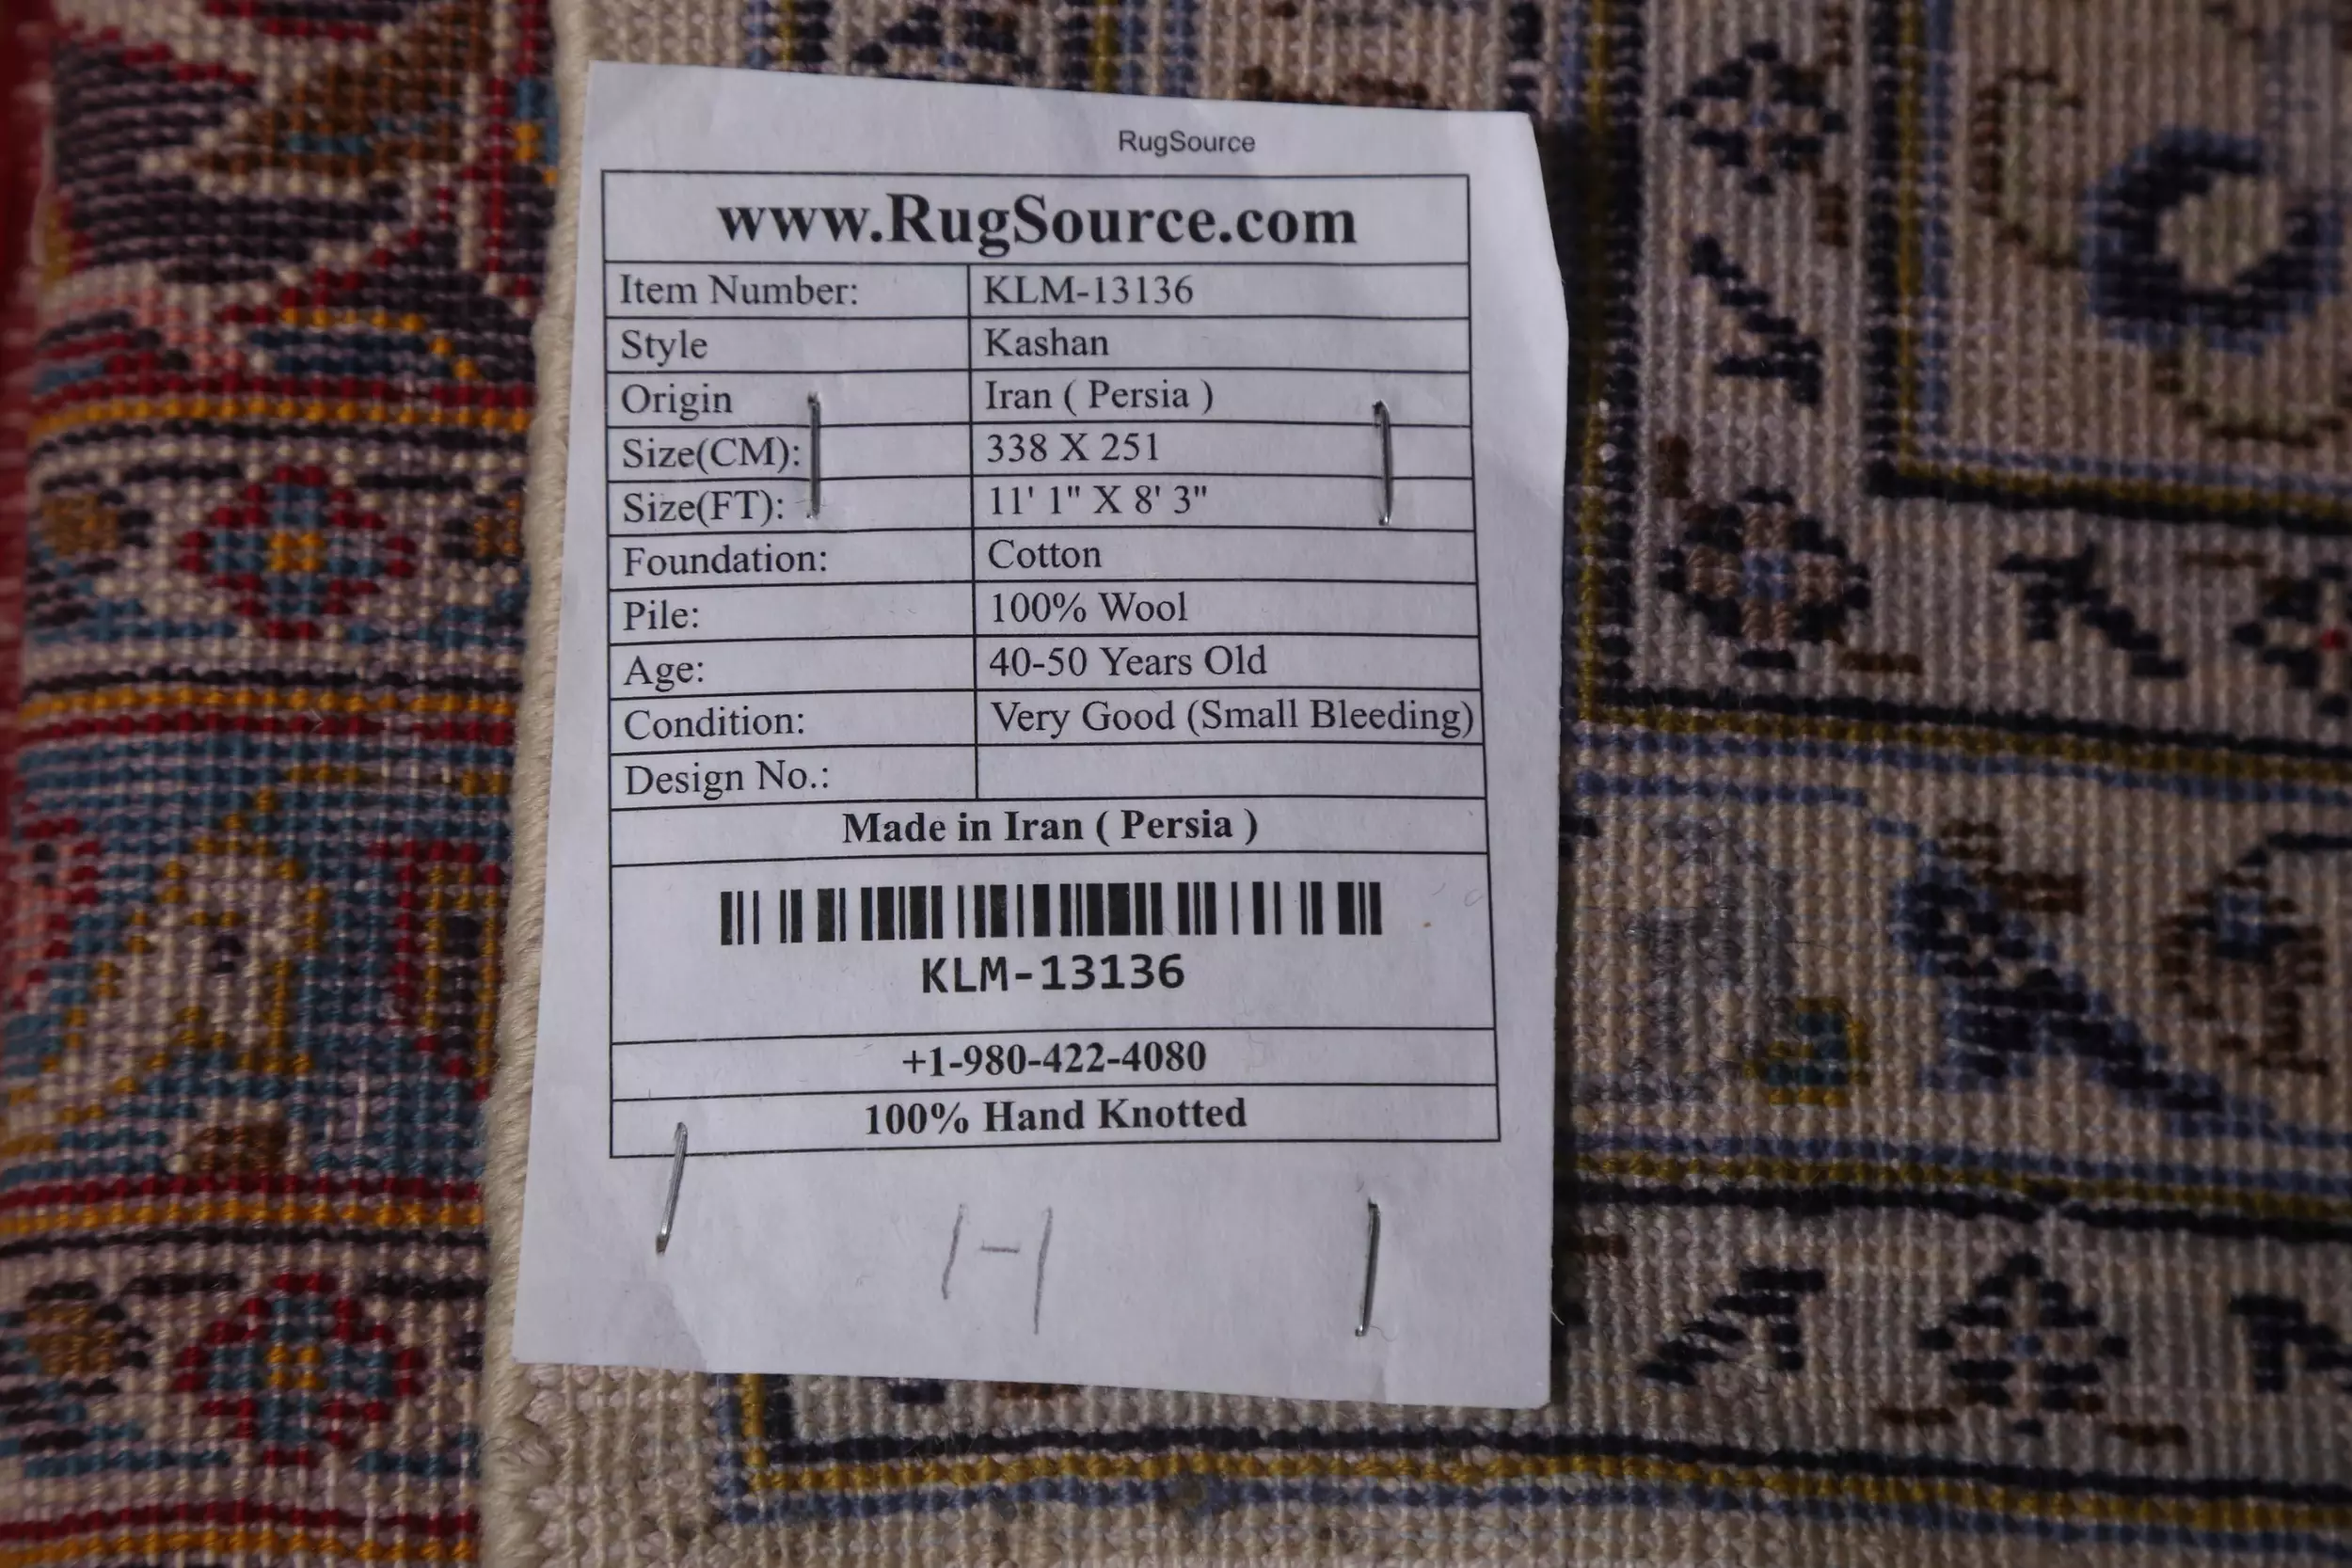 RugSource
www.RugSource.com
Item Number: KLM-13136
Style Kashan
Origin Iran ( Persia )
Size(CM): 338 X 251
Size(FT): 11' 1" X 8' 3"
Foundation: Cotton
Pile: 100% Wool
Age: 40-50 Years Old
Condition: Very Good (Small Bleeding)
Design No.:
Made in Iran ( Persia )
KLM-13136
+1-980-422-4080
100% Hand Knotted
1-1